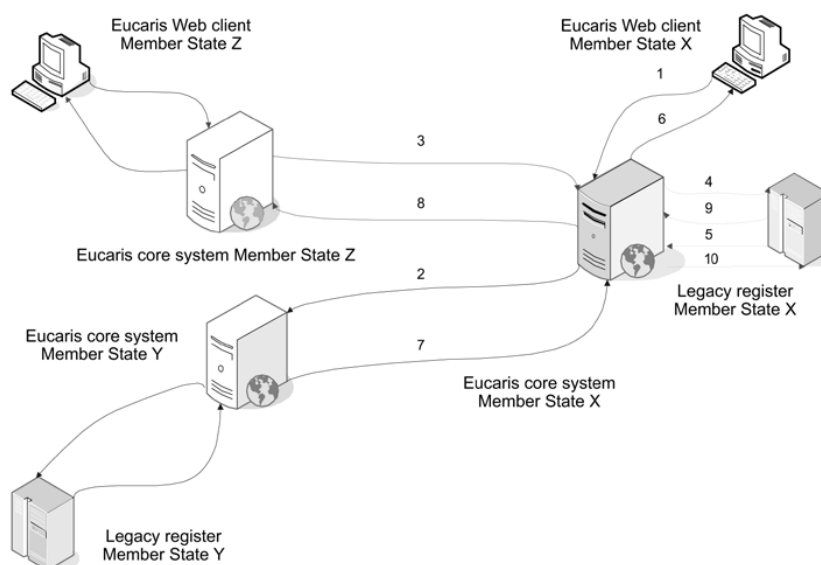 Eucaris Web client
Member State Z
Eucaris Web client
Member State X
1
6
3
4
8
9
5
10
Eucaris core system Member State Z
2
Legacy register
Member State X
Eucaris core system
Member State Y
7
Eucaris core system
Member State X
Legacy register
Member State Y